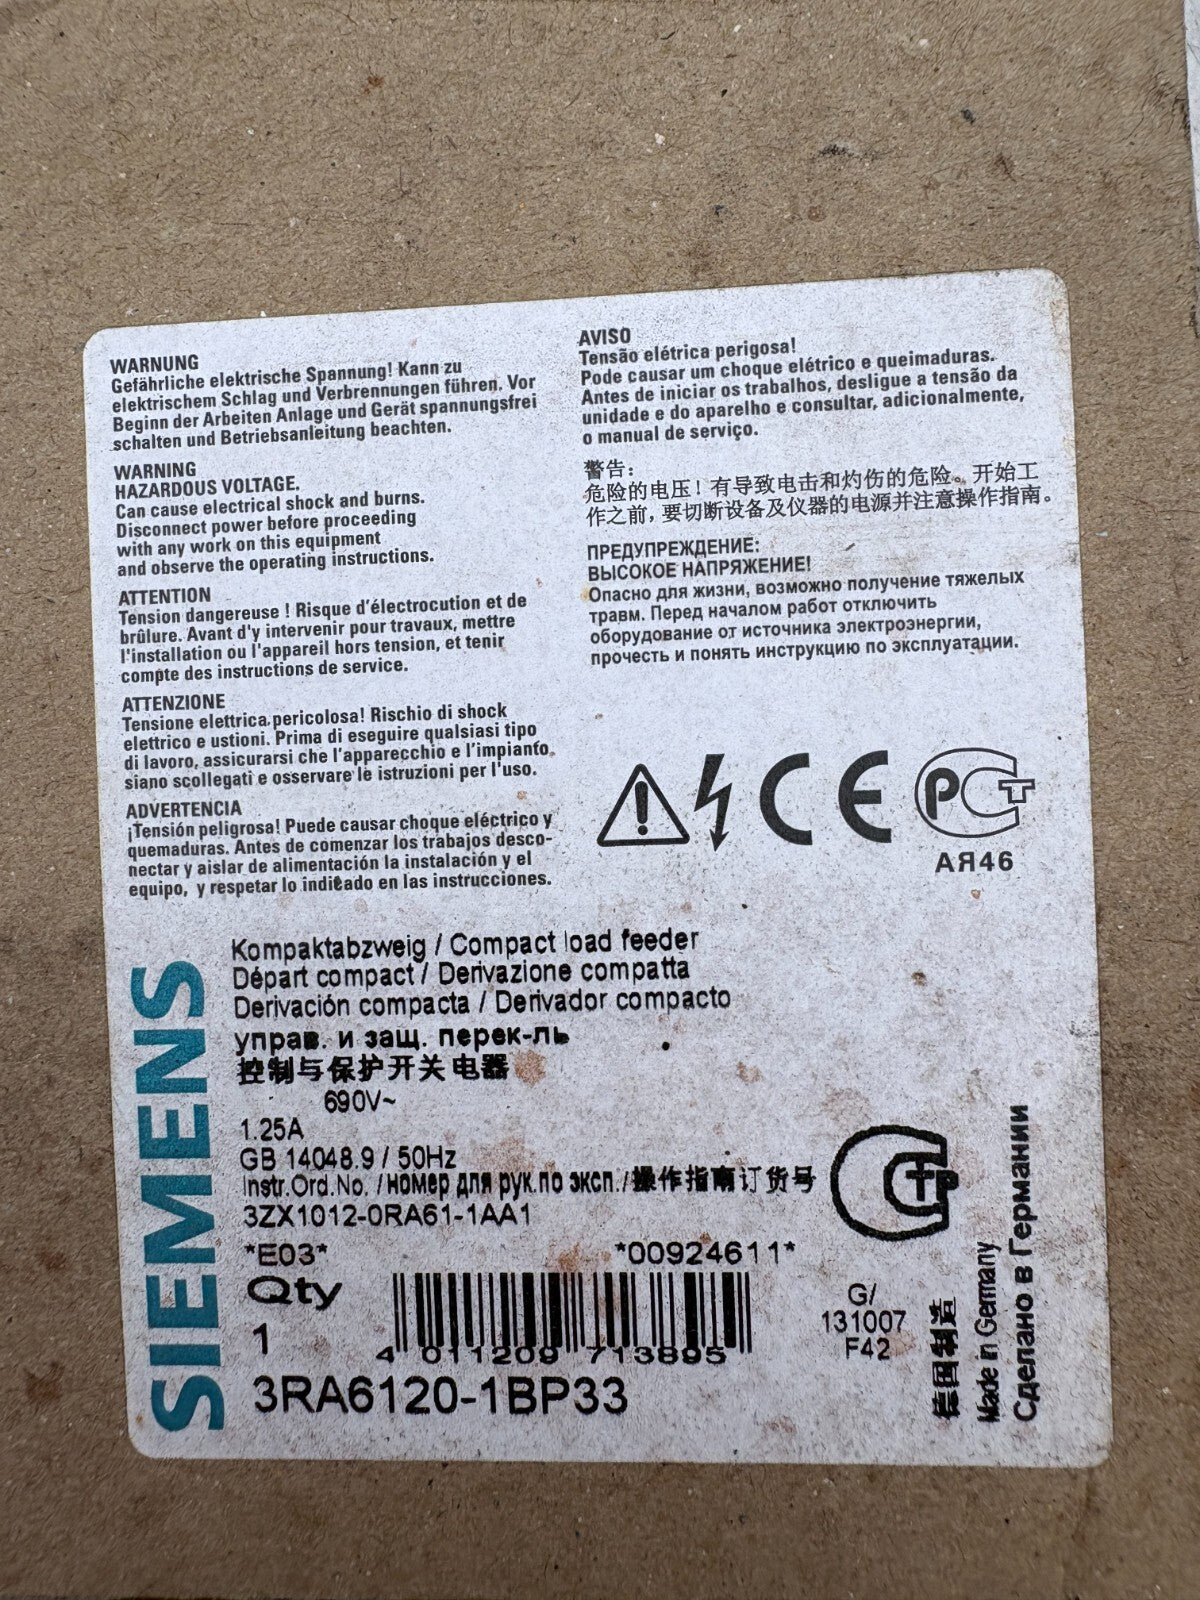 WARNUNG
Gefährliche elektrische Spannung! Kann zu
elektrischem Schlag und Verbrennungen führen. Vor
Beginn der Arbeiten Anlage und Gerät spannungsfrei
schalten und Betriebsanleitung beachten.
WARNING
HAZARDOUS VOLTAGE.
Can cause electrical shock and burns.
Disconnect power before proceeding
with any work on this equipment
and observe the operating instructions.
ATTENTION
Tension dangereuse ! Risque d'électrocution et de
brûlure. Avant d'y intervenir pour travaux, mettre
l'installation ou l'appareil hors tension, et tenir
compte des instructions de service.
ATTENZIONE
Tensione elettrica pericolosa! Rischio di shock
elettrico e ustioni. Prima di eseguire qualsiasi tipo
di lavoro, assicurarsi che l'apparecchio e l'impianto
siano scollegati e osservare le istruzioni per l'uso.
ADVERTENCIA
¡Tensión peligrosa! Puede causar choque eléctrico y
quemaduras. Antes de comenzar los trabajos desco-
nectar y aislar de alimentación la instalación y el
equipo, y respetar lo indicado en las instrucciones.
AVISO
Tensão elétrica perigosa!
Pode causar um choque elétrico e queimaduras.
Antes de iniciar os trabalhos, desligue a tensão da
unidade e do aparelho e consultar, adicionalmente,
o manual de serviço.
警告：
危险的电压！有导致电击和灼伤的危险。开始工
作之前，要切断设备及仪器的电源并注意操作指南。
ПРЕДУПРЕЖДЕНИЕ:
ВЫСОКОЕ НАПРЯЖЕНИЕ!
Опасно для жизни, возможно получение тяжелых
травм. Перед началом работ отключить
оборудование от источника электроэнергии,
прочесть и понять инструкцию по эксплуатации.
CE
АЯ46
SIEMENS
Kompaktabzweig / Compact load feeder
Départ compact / Derivazione compatta
Derivación compacta / Derivador compacto
управ. и защ. перек-ль
控制与保护开关电器
690V~
1.25A
GB 14048.9 / 50Hz
Instr.Ord.No. /номер для рук.по эксп./操作指南订货号
3ZX1012-0RA61-1AA1
*E03* *00924611*
Qty
1
4 011209 713895
3RA6120-1BP33
G/
131007
F42
德国制造
Made in Germany
Сделано в Германии